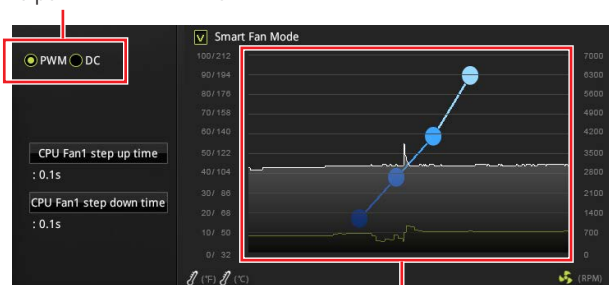 Smart Fan Mode
PWM DC
100/212 7000
90/194 6300
80/176 5600
70/158 4900
60/140 4200
50/122 3500
40/104 2800
30/ 86 2100
20/ 68 1400
10/ 50 700
0/ 32 0
CPU Fan1 step up time
: 0.1s
CPU Fan1 step down time
: 0.1s
(°F) (°C) (RPM)